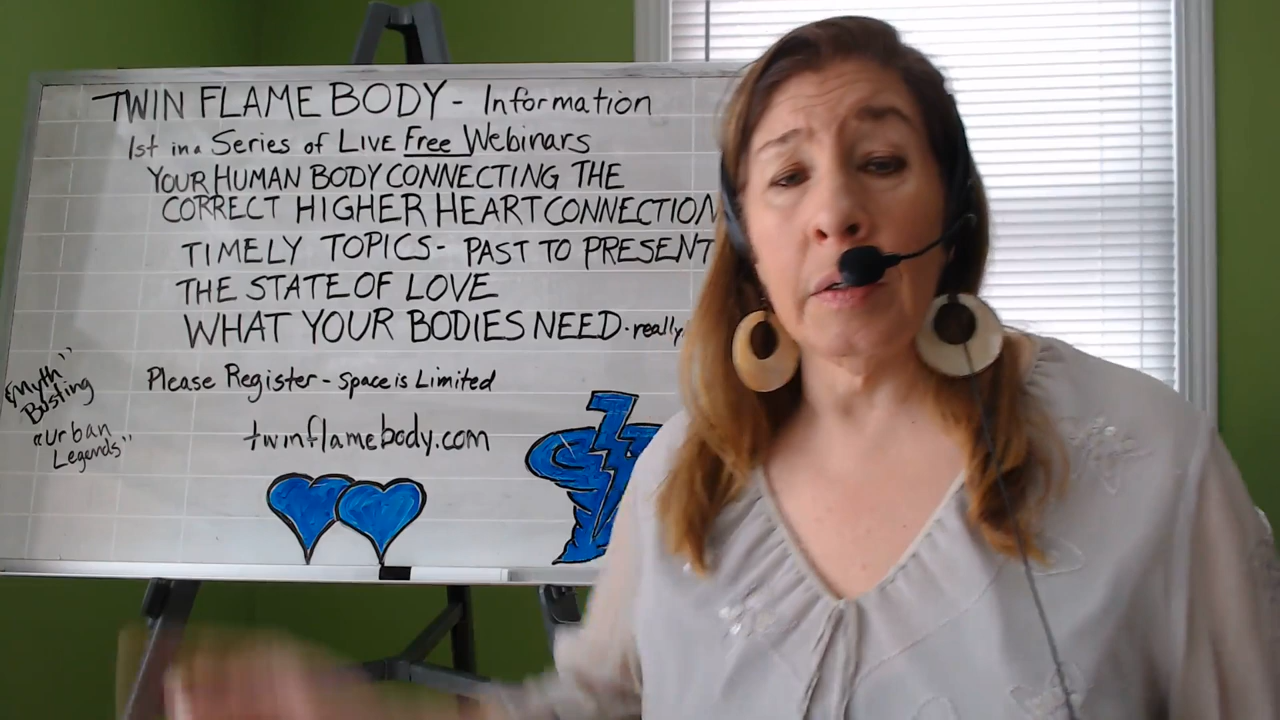 TWIN FLAME BODY - Information
1st in a Series of LIVE Free Webinars
YOUR HUMAN BODY CONNECTING THE
CORRECT HIGHER HEART CONNECTION
TIMELY TOPICS - PAST TO PRESENT
THE STATE OF LOVE
WHAT YOUR BODIES NEED - really
Please Register - Space is Limited
"Myth"
Busting
"Urban
Legends"
twinflamebody.com